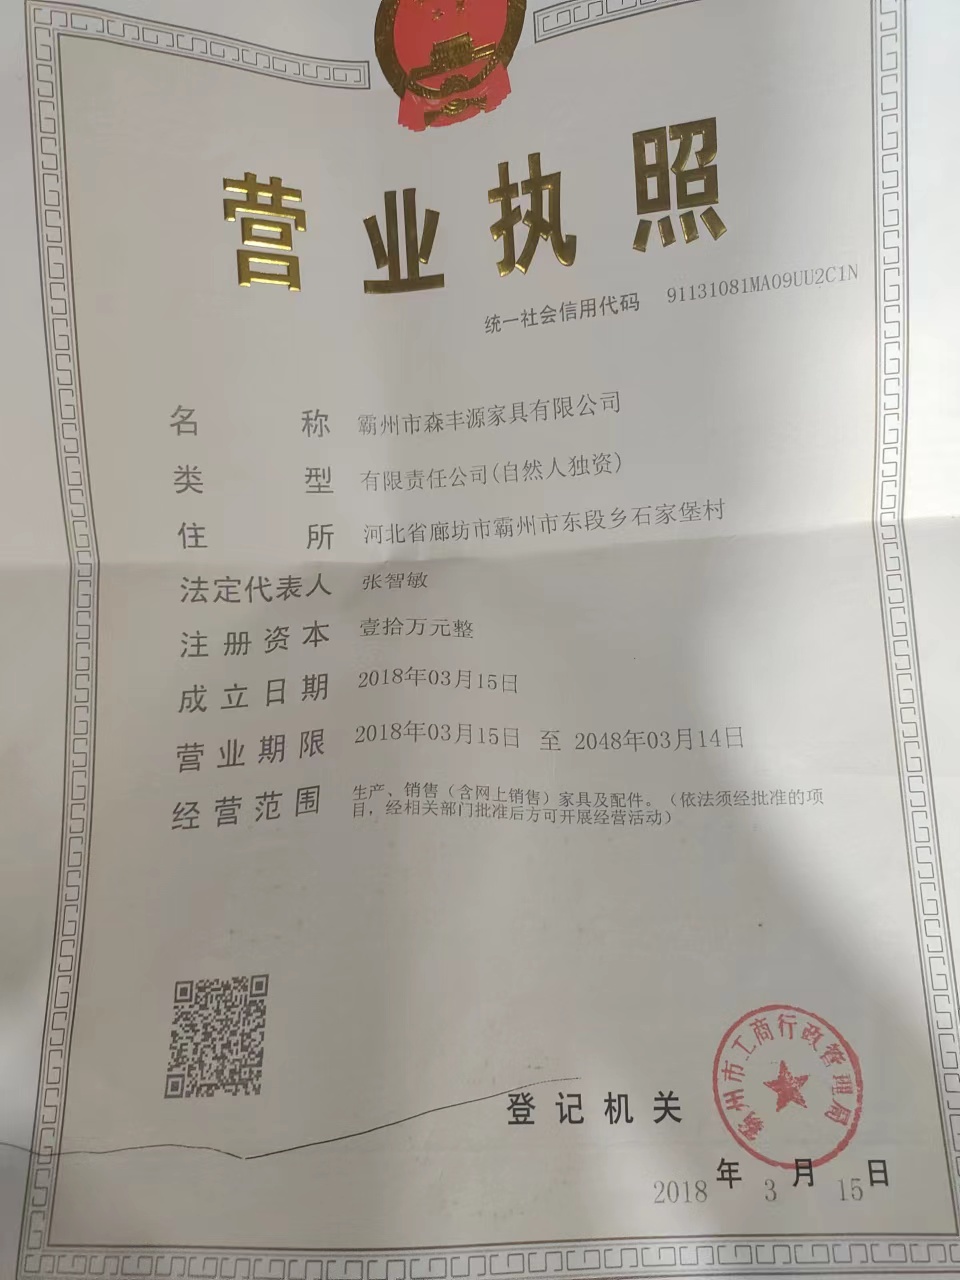 营业执照
统一社会信用代码 91131081MA09UU2C1N
名称 霸州市森丰源家具有限公司
类型 有限责任公司(自然人独资)
住所 河北省廊坊市霸州市东段乡石家堡村
法定代表人 张智敏
注册资本 壹拾万元整
成立日期 2018年03月15日
营业期限 2018年03月15日 至 2048年03月14日
经营范围 生产、销售（含网上销售）家具及配件。（依法须经批准的项
目，经相关部门批准后方可开展经营活动）
霸州市工商行政管理局
登记机关
2018年3月15日